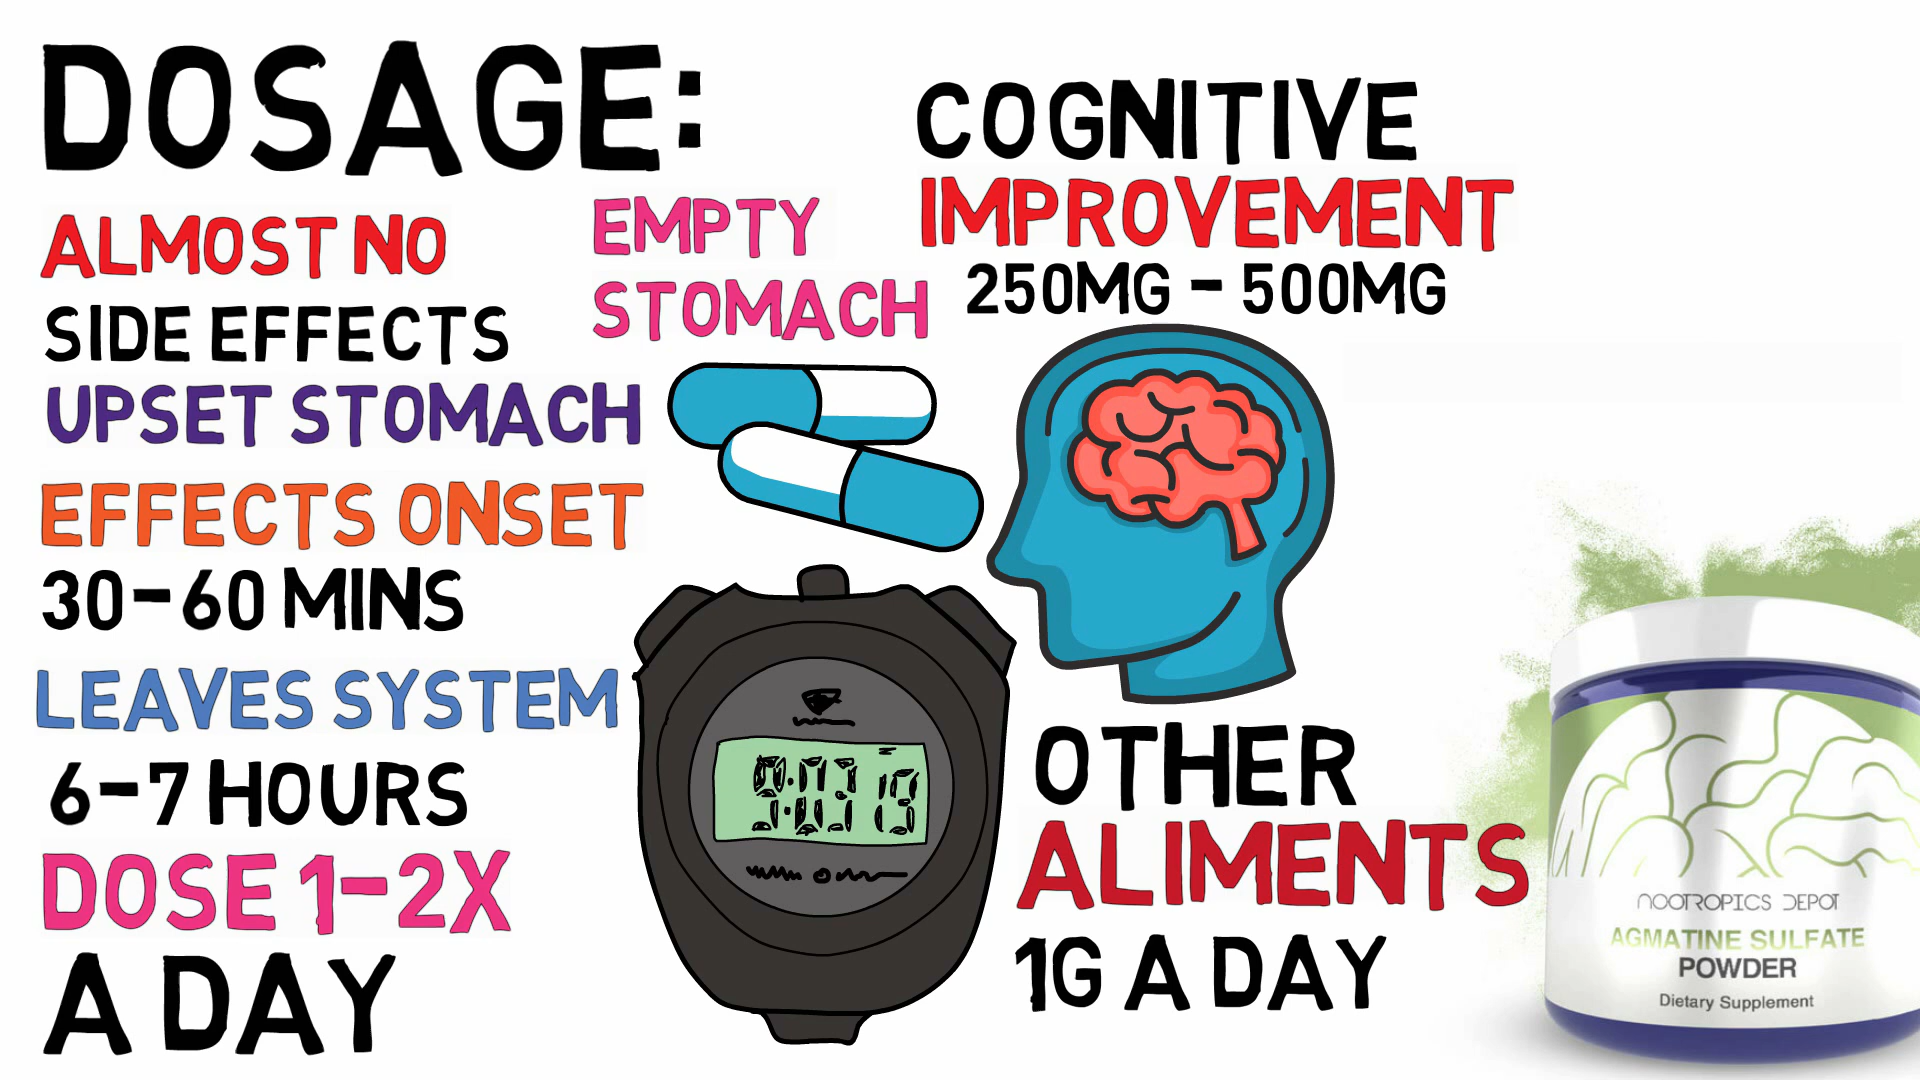 DOSAGE:
ALMOST NO
SIDE EFFECTS
UPSET STOMACH
EFFECTS ONSET
30-60 MINS
LEAVES SYSTEM
6-7 HOURS
DOSE 1-2X
A DAY
EMPTY
STOMACH
COGNITIVE
IMPROVEMENT
250MG - 500MG
OTHER
ALIMENTS
1G A DAY
NOOTROPICS DEPOT
AGMATINE SULFATE
POWDER
Dietary Supplement